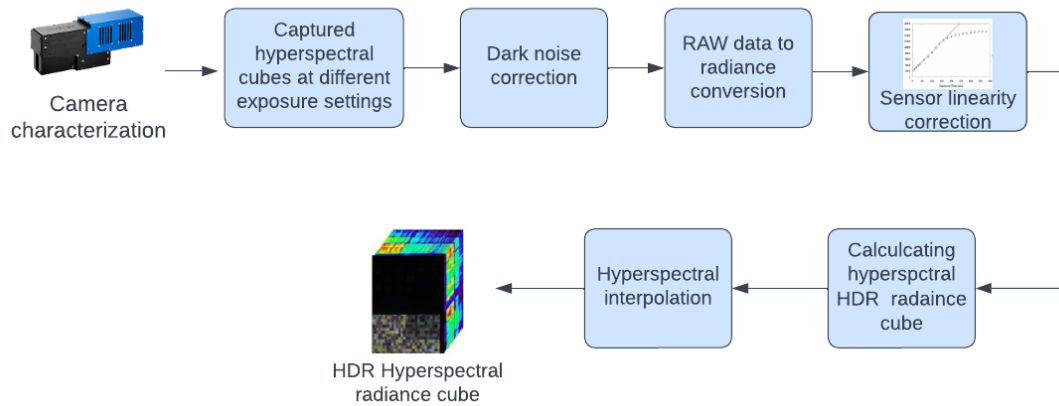 Camera
characterization
Captured
hyperspectral
cubes at different
exposure settings
Dark noise
correction
RAW data to
radiance
conversion
Sensor linearity
correction
Calculcating
hyperspctral
HDR radaince
cube
Hyperspectral
interpolation
HDR Hyperspectral
radiance cube